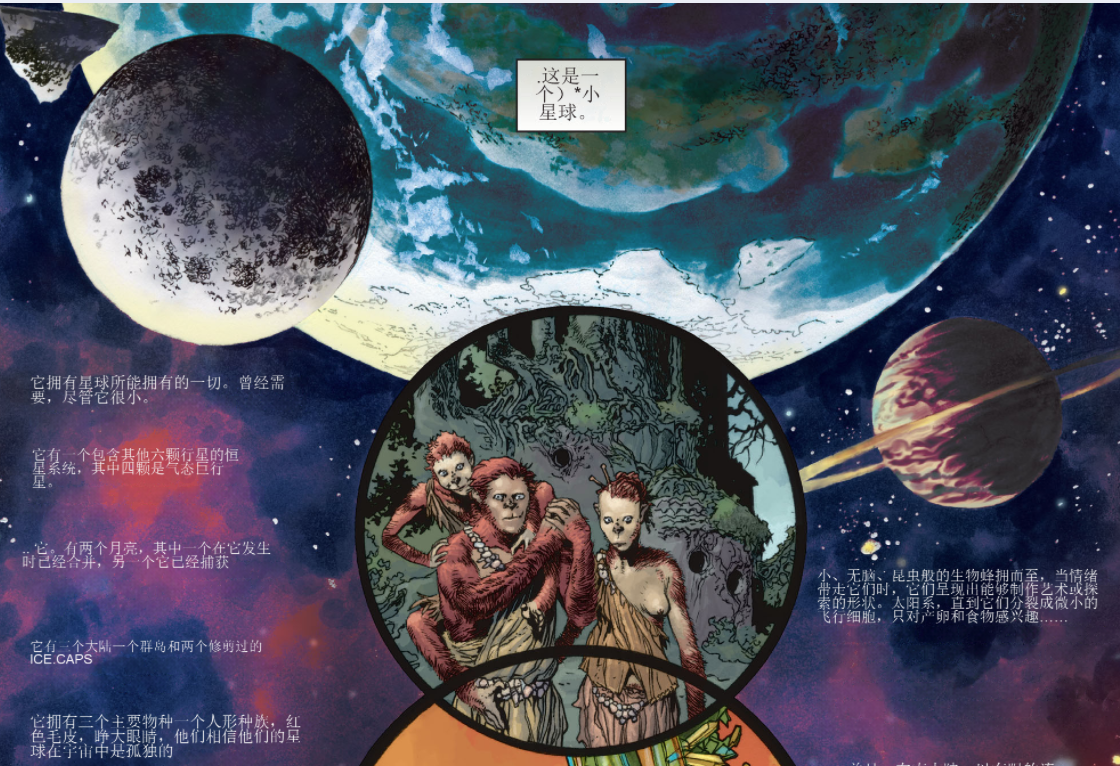 .这是一
个）*小
星球。
它拥有星球所能拥有的一切。曾经需
要，尽管它很小。
它有一个包含其他六颗行星的恒
星系统，其中四颗是气态巨行
星。
...它。有两个月亮，其中一个在它发生
时已经合并，另一个它已经捕获
它有三个大陆一个群岛和两个修剪过的
ICE.CAPS
它拥有三个主要物种一个人形种族，红
色毛皮，睁大眼睛，他们相信他们的星
球在宇宙中是孤独的
小、无脑、昆虫般的生物蜂拥而至，当情绪
带走它们时，它们呈现出能够制作艺术或探
索的形状。太阳系，直到它们分裂成微小的
飞行细胞，只对产卵和食物感兴趣……